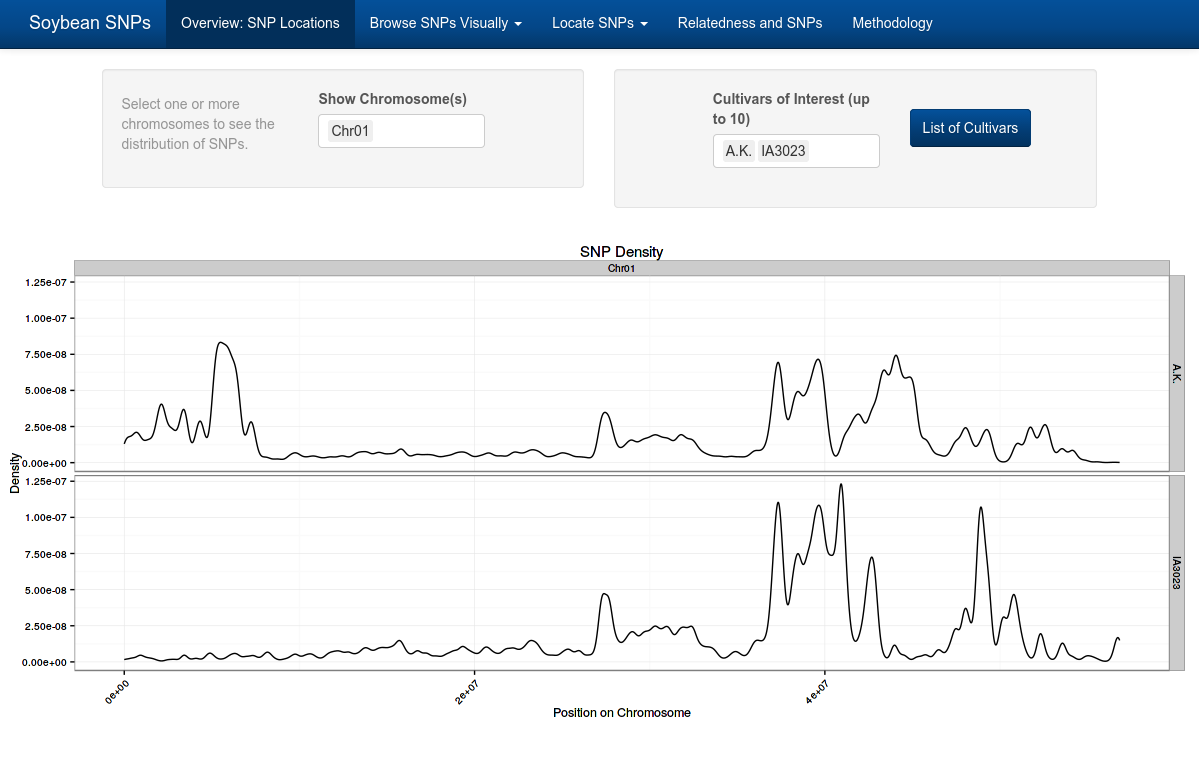 Soybean SNPs Overview: SNP Locations Browse SNPs Visually Locate SNPs Relatedness and SNPs Methodology
Select one or more
chromosomes to see the
distribution of SNPs.
Show Chromosome(s)
Chr01
Cultivars of Interest (up
to 10)
A.K. IA3023
List of Cultivars
SNP Density
Chr01
1.25e-07
1.00e-07
7.50e-08
5.00e-08
2.50e-08
0.00e+00
A.K.
Density
1.25e-07
1.00e-07
7.50e-08
5.00e-08
2.50e-08
0.00e+00
IA3023
0e+00 2e+07 4e+07
Position on Chromosome